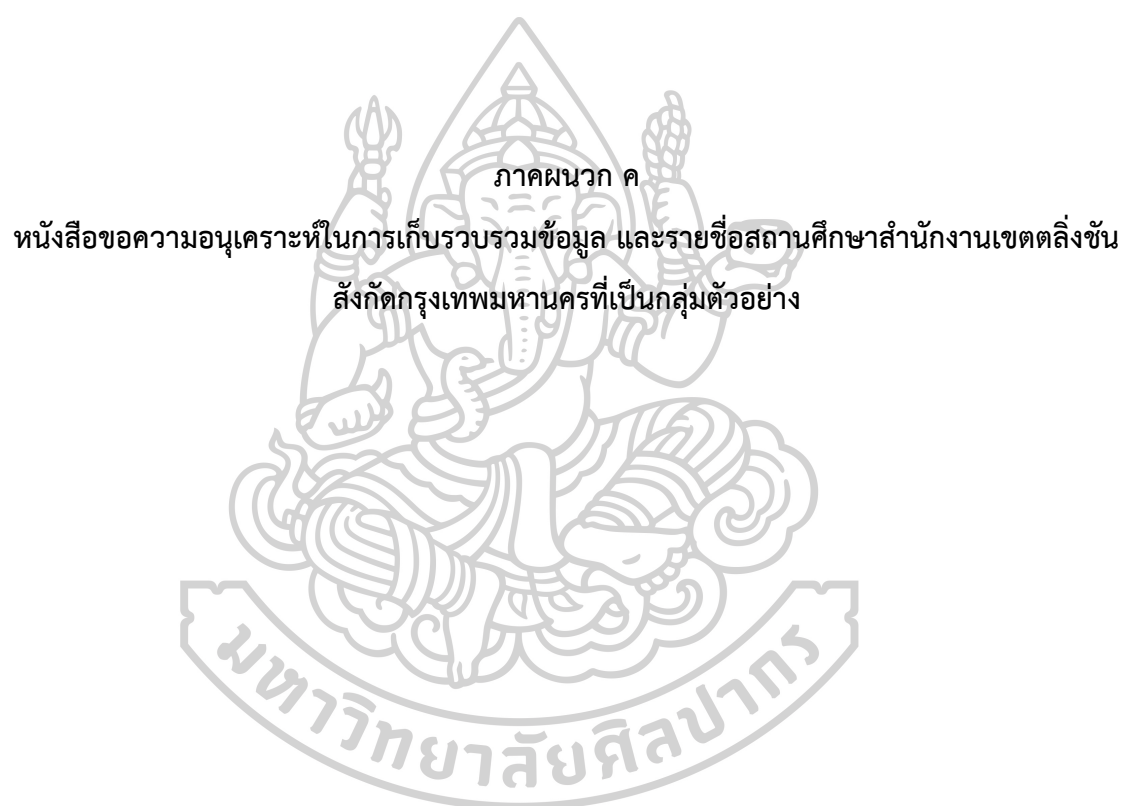 ภาคผนวก ค
หนังสือขอความอนุเคราะห์ในการเก็บรวบรวมข้อมูล และรายชื่อสถานศึกษาสำนักงานเขตตลิ่งชัน
สังกัดกรุงเทพมหานครที่เป็นกลุ่มตัวอย่าง
มหาวิทยาลัยศิลปากร